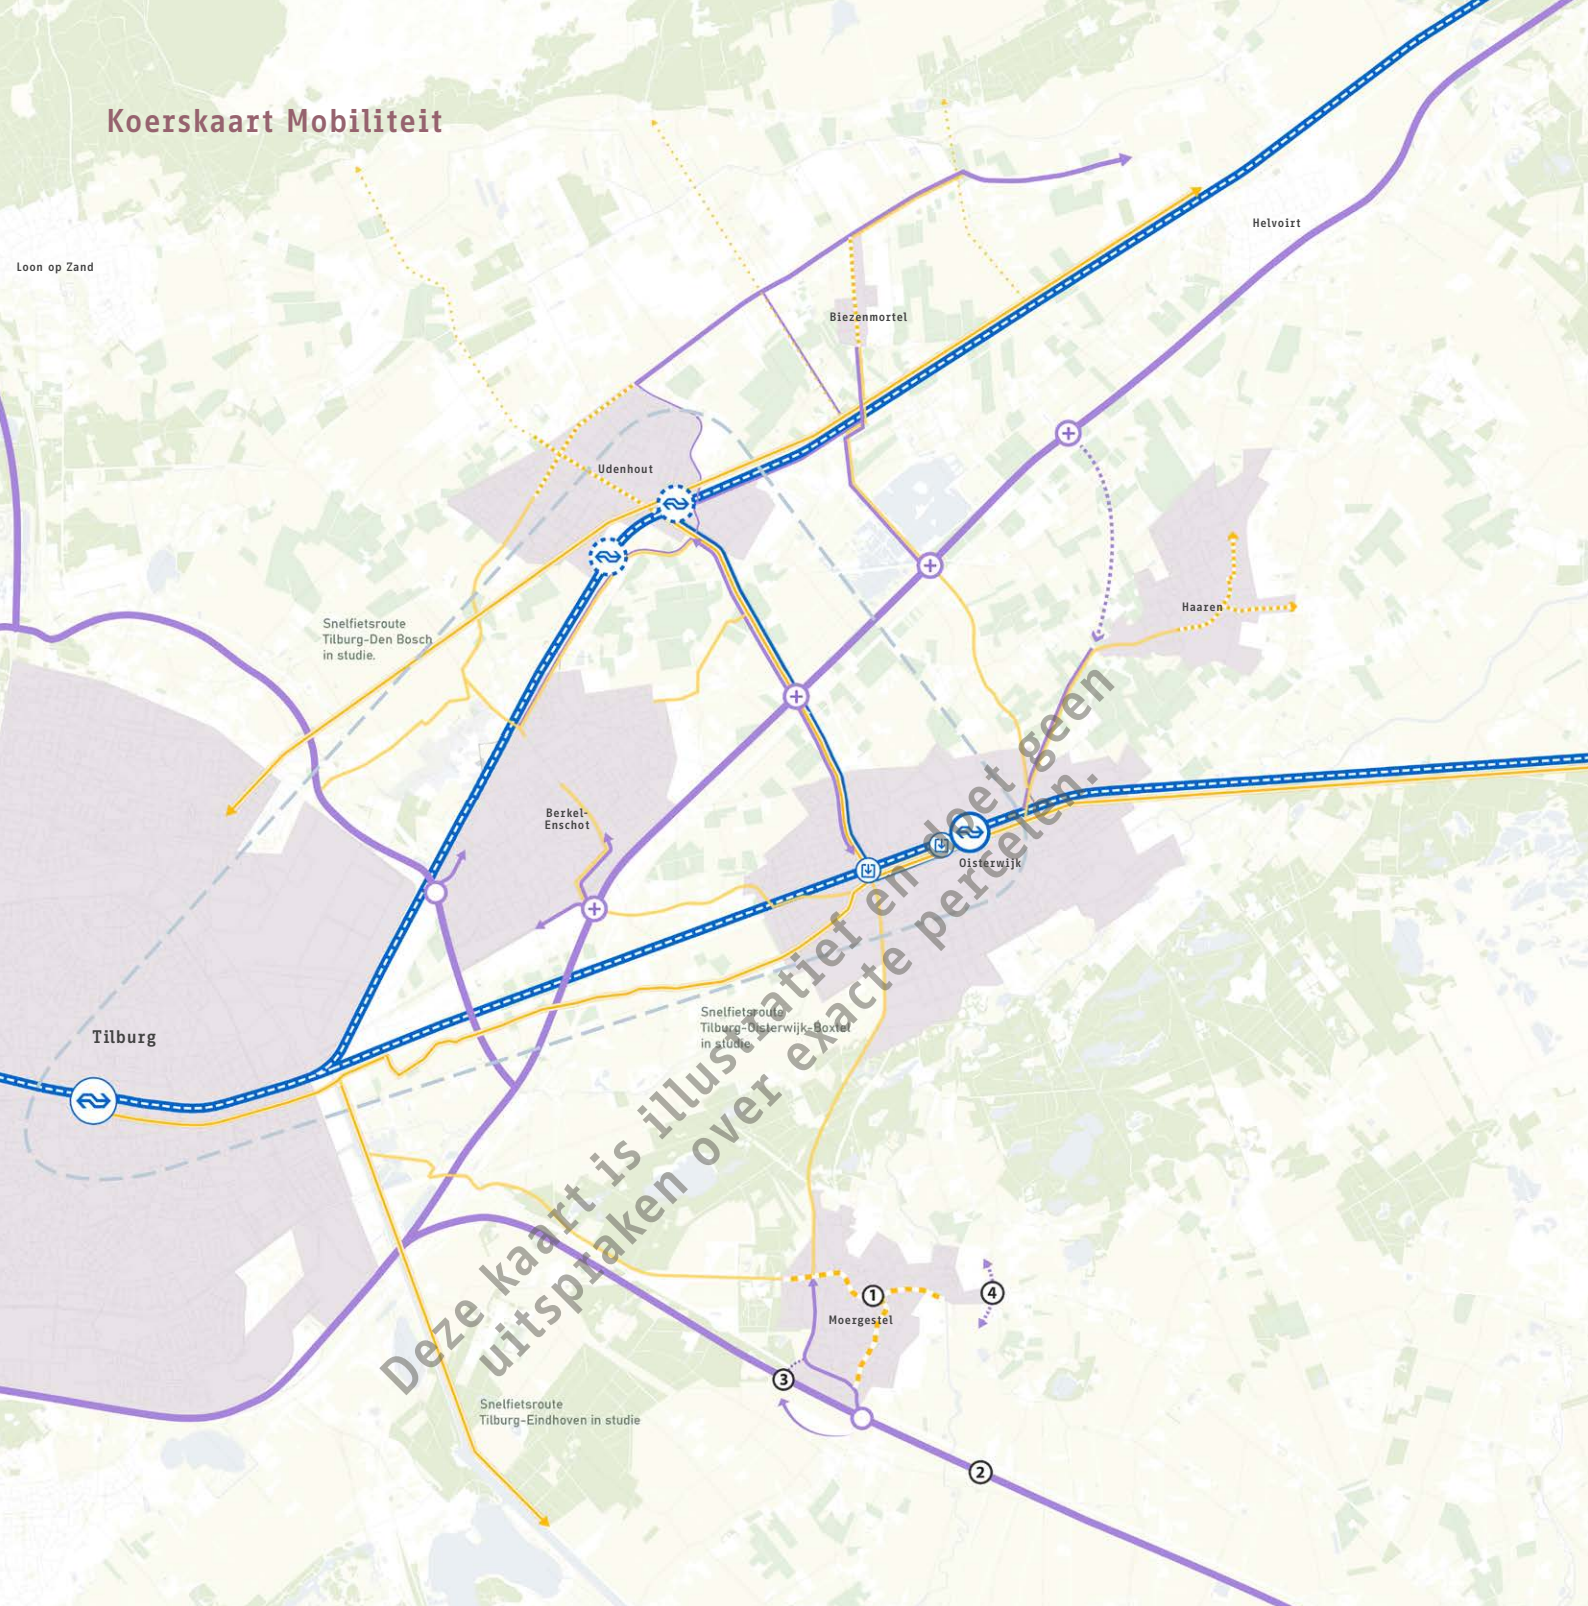 Koerskaart Mobiliteit
Helvoirt
Loon op Zand
Biezenmortel
Udenhout
Haaren
Snelfietsroute
Tilburg-Den Bosch
in studie.
Berkel-
Enschot
Oisterwijk
Snelfietsroute
Tilburg-Oisterwijk-Boxtel
in studie.
Tilburg
Deze kaart is illustratief en doet geen
uitspraken over exacte percelen.
1
4
Moergestel
3
Snelfietsroute
Tilburg-Eindhoven in studie
2